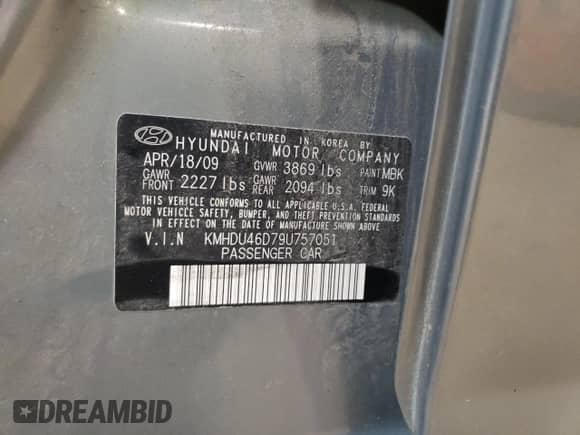 MANUFACTURED IN KOREA BY
HYUNDAI MOTOR COMPANY
APR/18/09 GVWR 3869 lbs PAINT MBK
GAWR FRONT 2227 lbs GAWR REAR 2094 lbs TRIM 9K
THIS VEHICLE CONFORMS TO ALL APPLICABLE U.S.A. FEDERAL
MOTOR VEHICLE SAFETY, BUMPER, AND THEFT PREVENTION STANDARDS
IN EFFECT ON THE DATE OF MANUFACTURE SHOWN ABOVE.
V.I.N KMHDU46D79U757051
PASSENGER CAR
DREAMBID